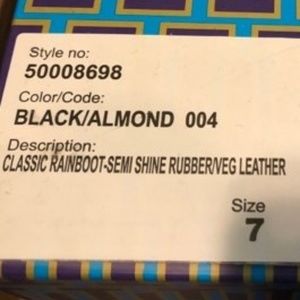 Style no:
50008698
Color/Code:
BLACK/ALMOND 004
Description:
CLASSIC RAINBOOT-SEMI SHINE RUBBER/VEG LEATHER
Size
7